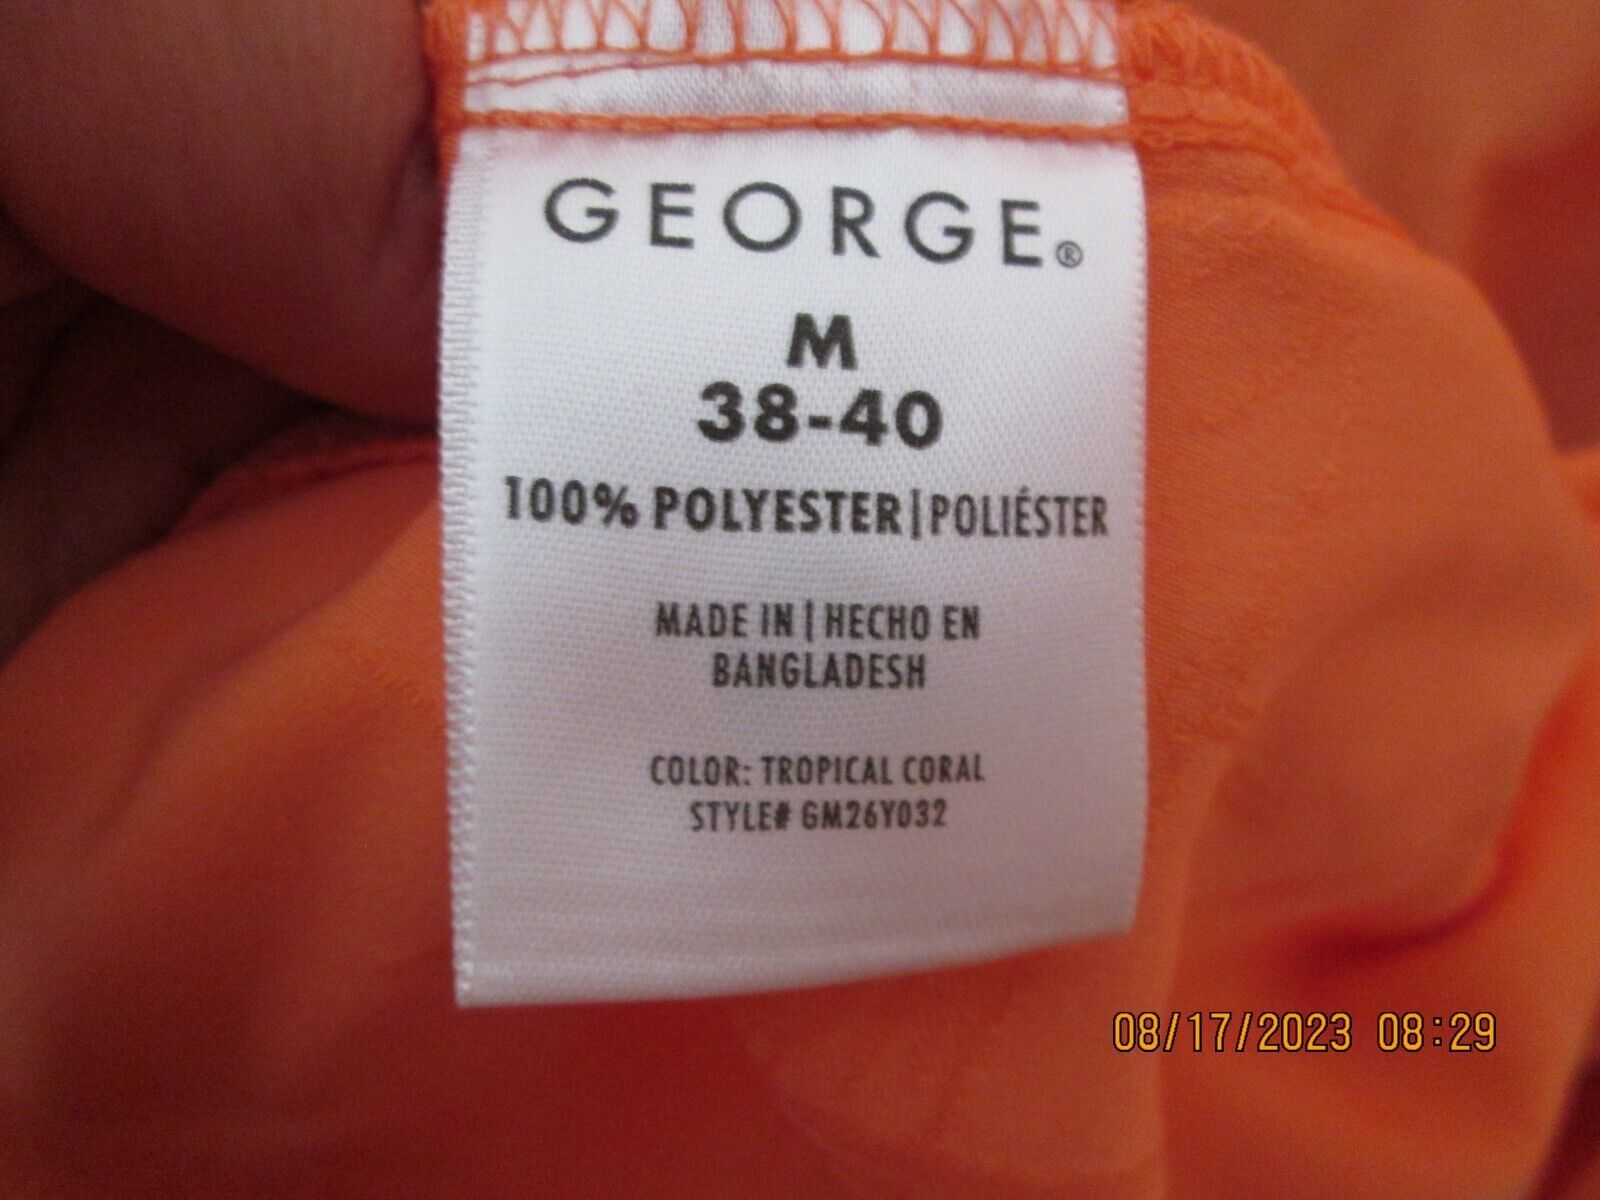 GEORGE®
M
38-40
100% POLYESTER|POLIÉSTER
MADE IN|HECHO EN
BANGLADESH
COLOR: TROPICAL CORAL
STYLE# GM26Y032
08/17/2023 08:29